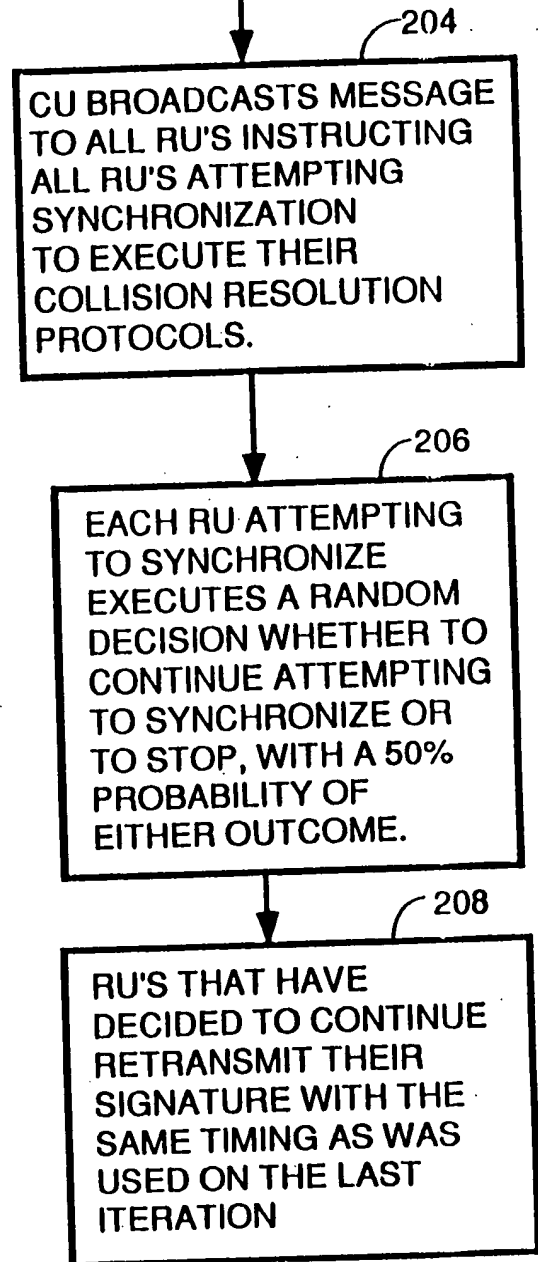 204
CU BROADCASTS MESSAGE
TO ALL RU'S INSTRUCTING
ALL RU'S ATTEMPTING
SYNCHRONIZATION
TO EXECUTE THEIR
COLLISION RESOLUTION
PROTOCOLS.
206
EACH RU ATTEMPTING
TO SYNCHRONIZE
EXECUTES A RANDOM
DECISION WHETHER TO
CONTINUE ATTEMPTING
TO SYNCHRONIZE OR
TO STOP, WITH A 50%
PROBABILITY OF
EITHER OUTCOME.
208
RU'S THAT HAVE
DECIDED TO CONTINUE
RETRANSMIT THEIR
SIGNATURE WITH THE
SAME TIMING AS WAS
USED ON THE LAST
ITERATION